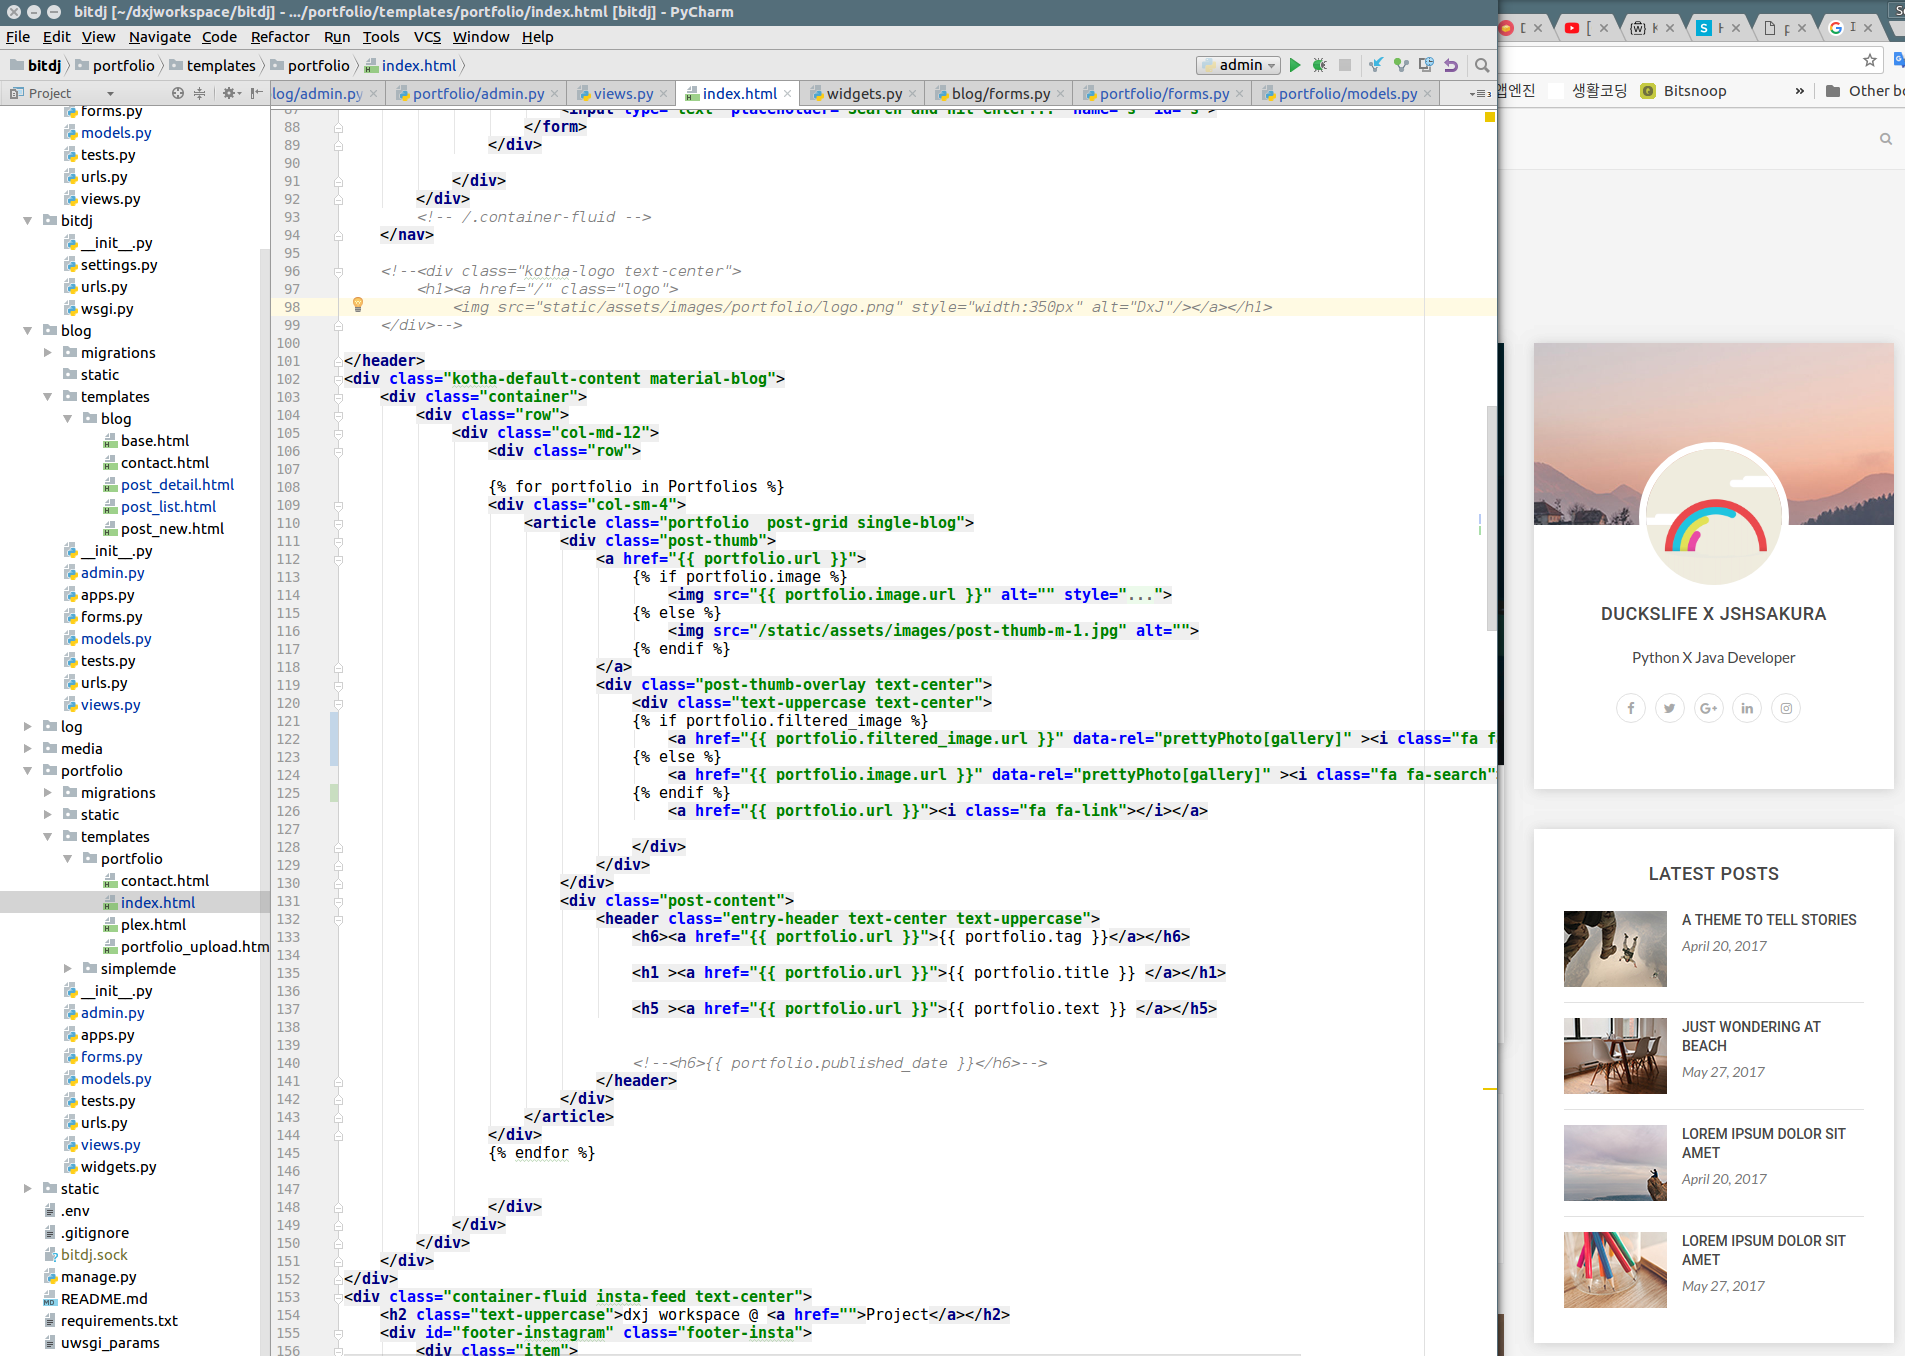 bitdj [~/dxjworkspace/bitdj] - .../portfolio/templates/portfolio/index.html [bitdj] - PyCharm
File Edit View Navigate Code Refactor Run Tools VCS Window Help
bitdj portfolio templates portfolio index.html
admin
Project
log/admin.py portfolio/admin.py views.py index.html widgets.py blog/forms.py portfolio/forms.py portfolio/models.py
forms.py
models.py
tests.py
urls.py
views.py
bitdj
__init__.py
settings.py
urls.py
wsgi.py
blog
migrations
static
templates
blog
base.html
contact.html
post_detail.html
post_list.html
post_new.html
__init__.py
admin.py
apps.py
forms.py
models.py
tests.py
urls.py
views.py
log
media
portfolio
migrations
static
templates
portfolio
contact.html
index.html
plex.html
portfolio_upload.htm
simplemde
__init__.py
admin.py
apps.py
forms.py
models.py
tests.py
urls.py
views.py
widgets.py
static
.env
.gitignore
bitdj.sock
manage.py
README.md
requirements.txt
uwsgi_params
88 </form>
89 </div>
90
91 </div>
92 </div>
93 <!-- /.container-fluid -->
94 </nav>
95
96 <!--<div class="kotha-logo text-center">
97 <h1><a href="/" class="logo">
98 <img src="static/assets/images/portfolio/logo.png" style="width:350px" alt="DxJ"/></a></h1>
99 </div>-->
100
101 </header>
102 <div class="kotha-default-content material-blog">
103 <div class="container">
104 <div class="row">
105 <div class="col-md-12">
106 <div class="row">
107
108 {% for portfolio in Portfolios %}
109 <div class="col-sm-4">
110 <article class="portfolio  post-grid single-blog">
111 <div class="post-thumb">
112 <a href="{{ portfolio.url }}">
113 {% if portfolio.image %}
114 <img src="{{ portfolio.image.url }}" alt="" style="...">
115 {% else %}
116 <img src="/static/assets/images/post-thumb-m-1.jpg" alt="">
117 {% endif %}
118 </a>
119 <div class="post-thumb-overlay text-center">
120 <div class="text-uppercase text-center">
121 {% if portfolio.filtered_image %}
122 <a href="{{ portfolio.filtered_image.url }}" data-rel="prettyPhoto[gallery]" ><i class="fa f
123 {% else %}
124 <a href="{{ portfolio.image.url }}" data-rel="prettyPhoto[gallery]" ><i class="fa fa-search"
125 {% endif %}
126 <a href="{{ portfolio.url }}"><i class="fa fa-link"></i></a>
127
128 </div>
129 </div>
130 </div>
131 <div class="post-content">
132 <header class="entry-header text-center text-uppercase">
133 <h6><a href="{{ portfolio.url }}">{{ portfolio.tag }}</a></h6>
134
135 <h1 ><a href="{{ portfolio.url }}">{{ portfolio.title }} </a></h1>
136
137 <h5 ><a href="{{ portfolio.url }}">{{ portfolio.text }} </a></h5>
138
139
140 <!--<h6>{{ portfolio.published_date }}</h6>-->
141 </header>
142 </div>
143 </article>
144 </div>
145 {% endfor %}
146
147
148 </div>
149 </div>
150 </div>
151 </div>
152 </div>
153 <div class="container-fluid insta-feed text-center">
154 <h2 class="text-uppercase">dxj workspace @ <a href="">Project</a></h2>
155 <div id="footer-instagram" class="footer-insta">
156 <div class="item">
앱엔진 생활코딩 Bitsnoop » Other bo
DUCKSLIFE X JSHSAKURA
Python X Java Developer
LATEST POSTS
A THEME TO TELL STORIES
April 20, 2017
JUST WONDERING AT
BEACH
May 27, 2017
LOREM IPSUM DOLOR SIT
AMET
April 20, 2017
LOREM IPSUM DOLOR SIT
AMET
May 27, 2017